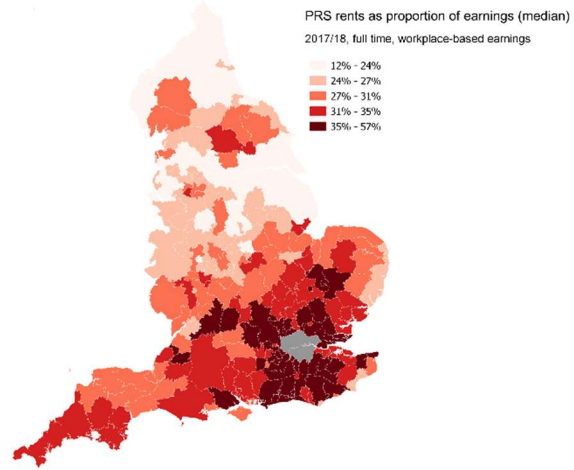 PRS rents as proportion of earnings (median)
2017/18, full time, workplace-based earnings
12% - 24%
24% - 27%
27% - 31%
31% - 35%
35% - 57%